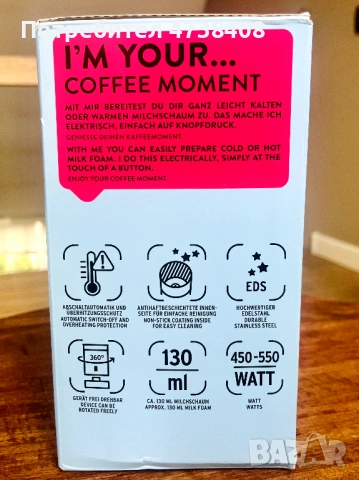 Потребител 4758408
I'M YOUR...
COFFEE MOMENT
MIT MIR BEREITEST DU DIR GANZ LEICHT KALTEN
ODER WARMEN MILCHSCHAUM ZU. DAS MACHE ICH
ELEKTRISCH, EINFACH AUF KNOPFDRUCK.
GENIESSE DEINEN KAFFEEMOMENT.
WITH ME YOU CAN EASILY PREPARE COLD OR HOT
MILK FOAM. I DO THIS ELECTRICALLY, SIMPLY AT THE
TOUCH OF A BUTTON.
ENJOY YOUR COFFEE MOMENT.
EDS
ABSCHALTAUTOMATIK UND
ÜBERHITZUNGSSCHUTZ
AUTOMATIC SWITCH-OFF AND
OVERHEATING PROTECTION
ANTIHAFTBESCHICHTETE INNEN-
SEITE FÜR EINFACHE REINIGUNG
NON-STICK COATING INSIDE
FOR EASY CLEANING
HOCHWERTIGER
EDELSTAHL
DURABLE
STAINLESS STEEL
360°
130
ml
450-550
WATT
GERÄT FREI DREHBAR
DEVICE CAN BE
ROTATED FREELY
CA. 130 ML MILCHSCHAUM
APPROX. 130 ML MILK FOAM
WATT
WATTS
BAZAR